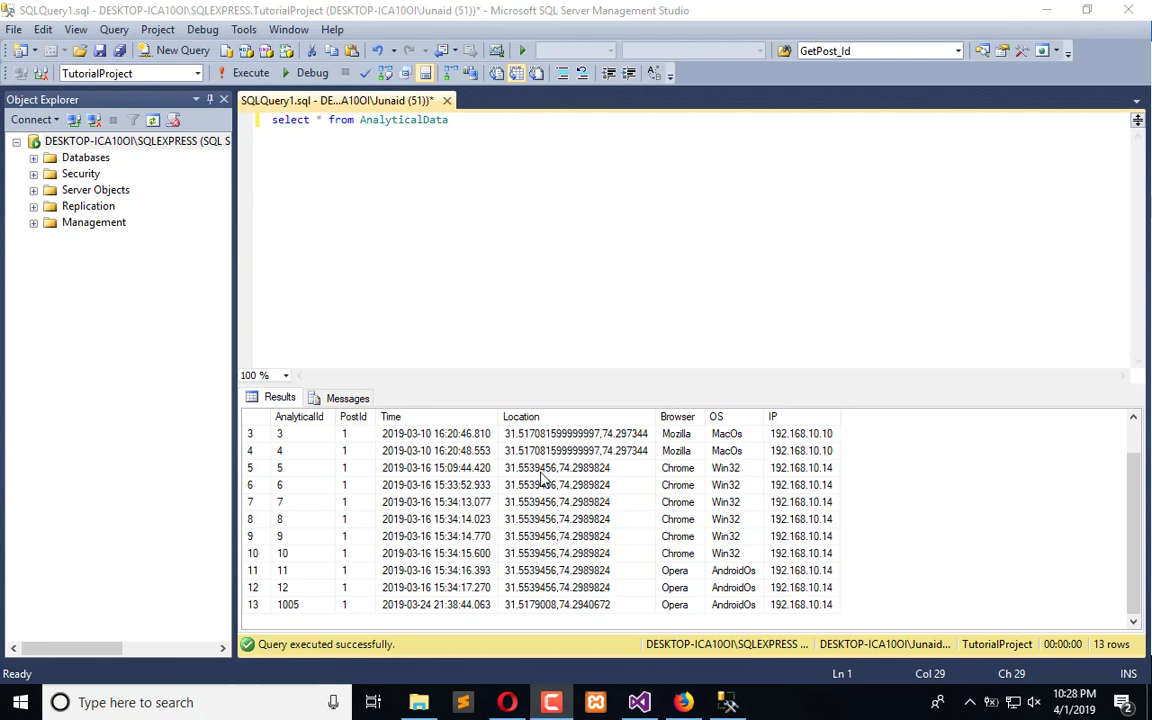 SQLQuery1.sql - DESKTOP-ICA10OI\SQLEXPRESS.TutorialProject (DESKTOP-ICA10OI\Junaid (51))* - Microsoft SQL Server Management Studio
File Edit View Query Project Debug Tools Window Help
New Query GetPost_Id
TutorialProject Execute Debug
Object Explorer
SQLQuery1.sql - DE...A10OI\Junaid (51))*
Connect
select * from AnalyticalData
DESKTOP-ICA10OI\SQLEXPRESS (SQL S
Databases
Security
Server Objects
Replication
Management
100 %
Results Messages
AnalyticalId PostId Time Location Browser OS IP
3 3 1 2019-03-10 16:20:46.810 31.517081599999997,74.297344 Mozilla MacOs 192.168.10.10
4 4 1 2019-03-10 16:20:48.553 31.517081599999997,74.297344 Mozilla MacOs 192.168.10.10
5 5 1 2019-03-16 15:09:44.420 31.5539456,74.2989824 Chrome Win32 192.168.10.14
6 6 1 2019-03-16 15:33:52.933 31.5539456,74.2989824 Chrome Win32 192.168.10.14
7 7 1 2019-03-16 15:34:13.077 31.5539456,74.2989824 Chrome Win32 192.168.10.14
8 8 1 2019-03-16 15:34:14.023 31.5539456,74.2989824 Chrome Win32 192.168.10.14
9 9 1 2019-03-16 15:34:14.770 31.5539456,74.2989824 Chrome Win32 192.168.10.14
10 10 1 2019-03-16 15:34:15.600 31.5539456,74.2989824 Chrome Win32 192.168.10.14
11 11 1 2019-03-16 15:34:16.393 31.5539456,74.2989824 Opera AndroidOs 192.168.10.14
12 12 1 2019-03-16 15:34:17.270 31.5539456,74.2989824 Opera AndroidOs 192.168.10.14
13 1005 1 2019-03-24 21:38:44.063 31.5179008,74.2940672 Opera AndroidOs 192.168.10.14
Query executed successfully. DESKTOP-ICA10OI\SQLEXPRESS ... DESKTOP-ICA10OI\Junaid... TutorialProject 00:00:00 13 rows
Ready Ln 1 Col 29 Ch 29 INS
Type here to search
10:28 PM
4/1/2019
2